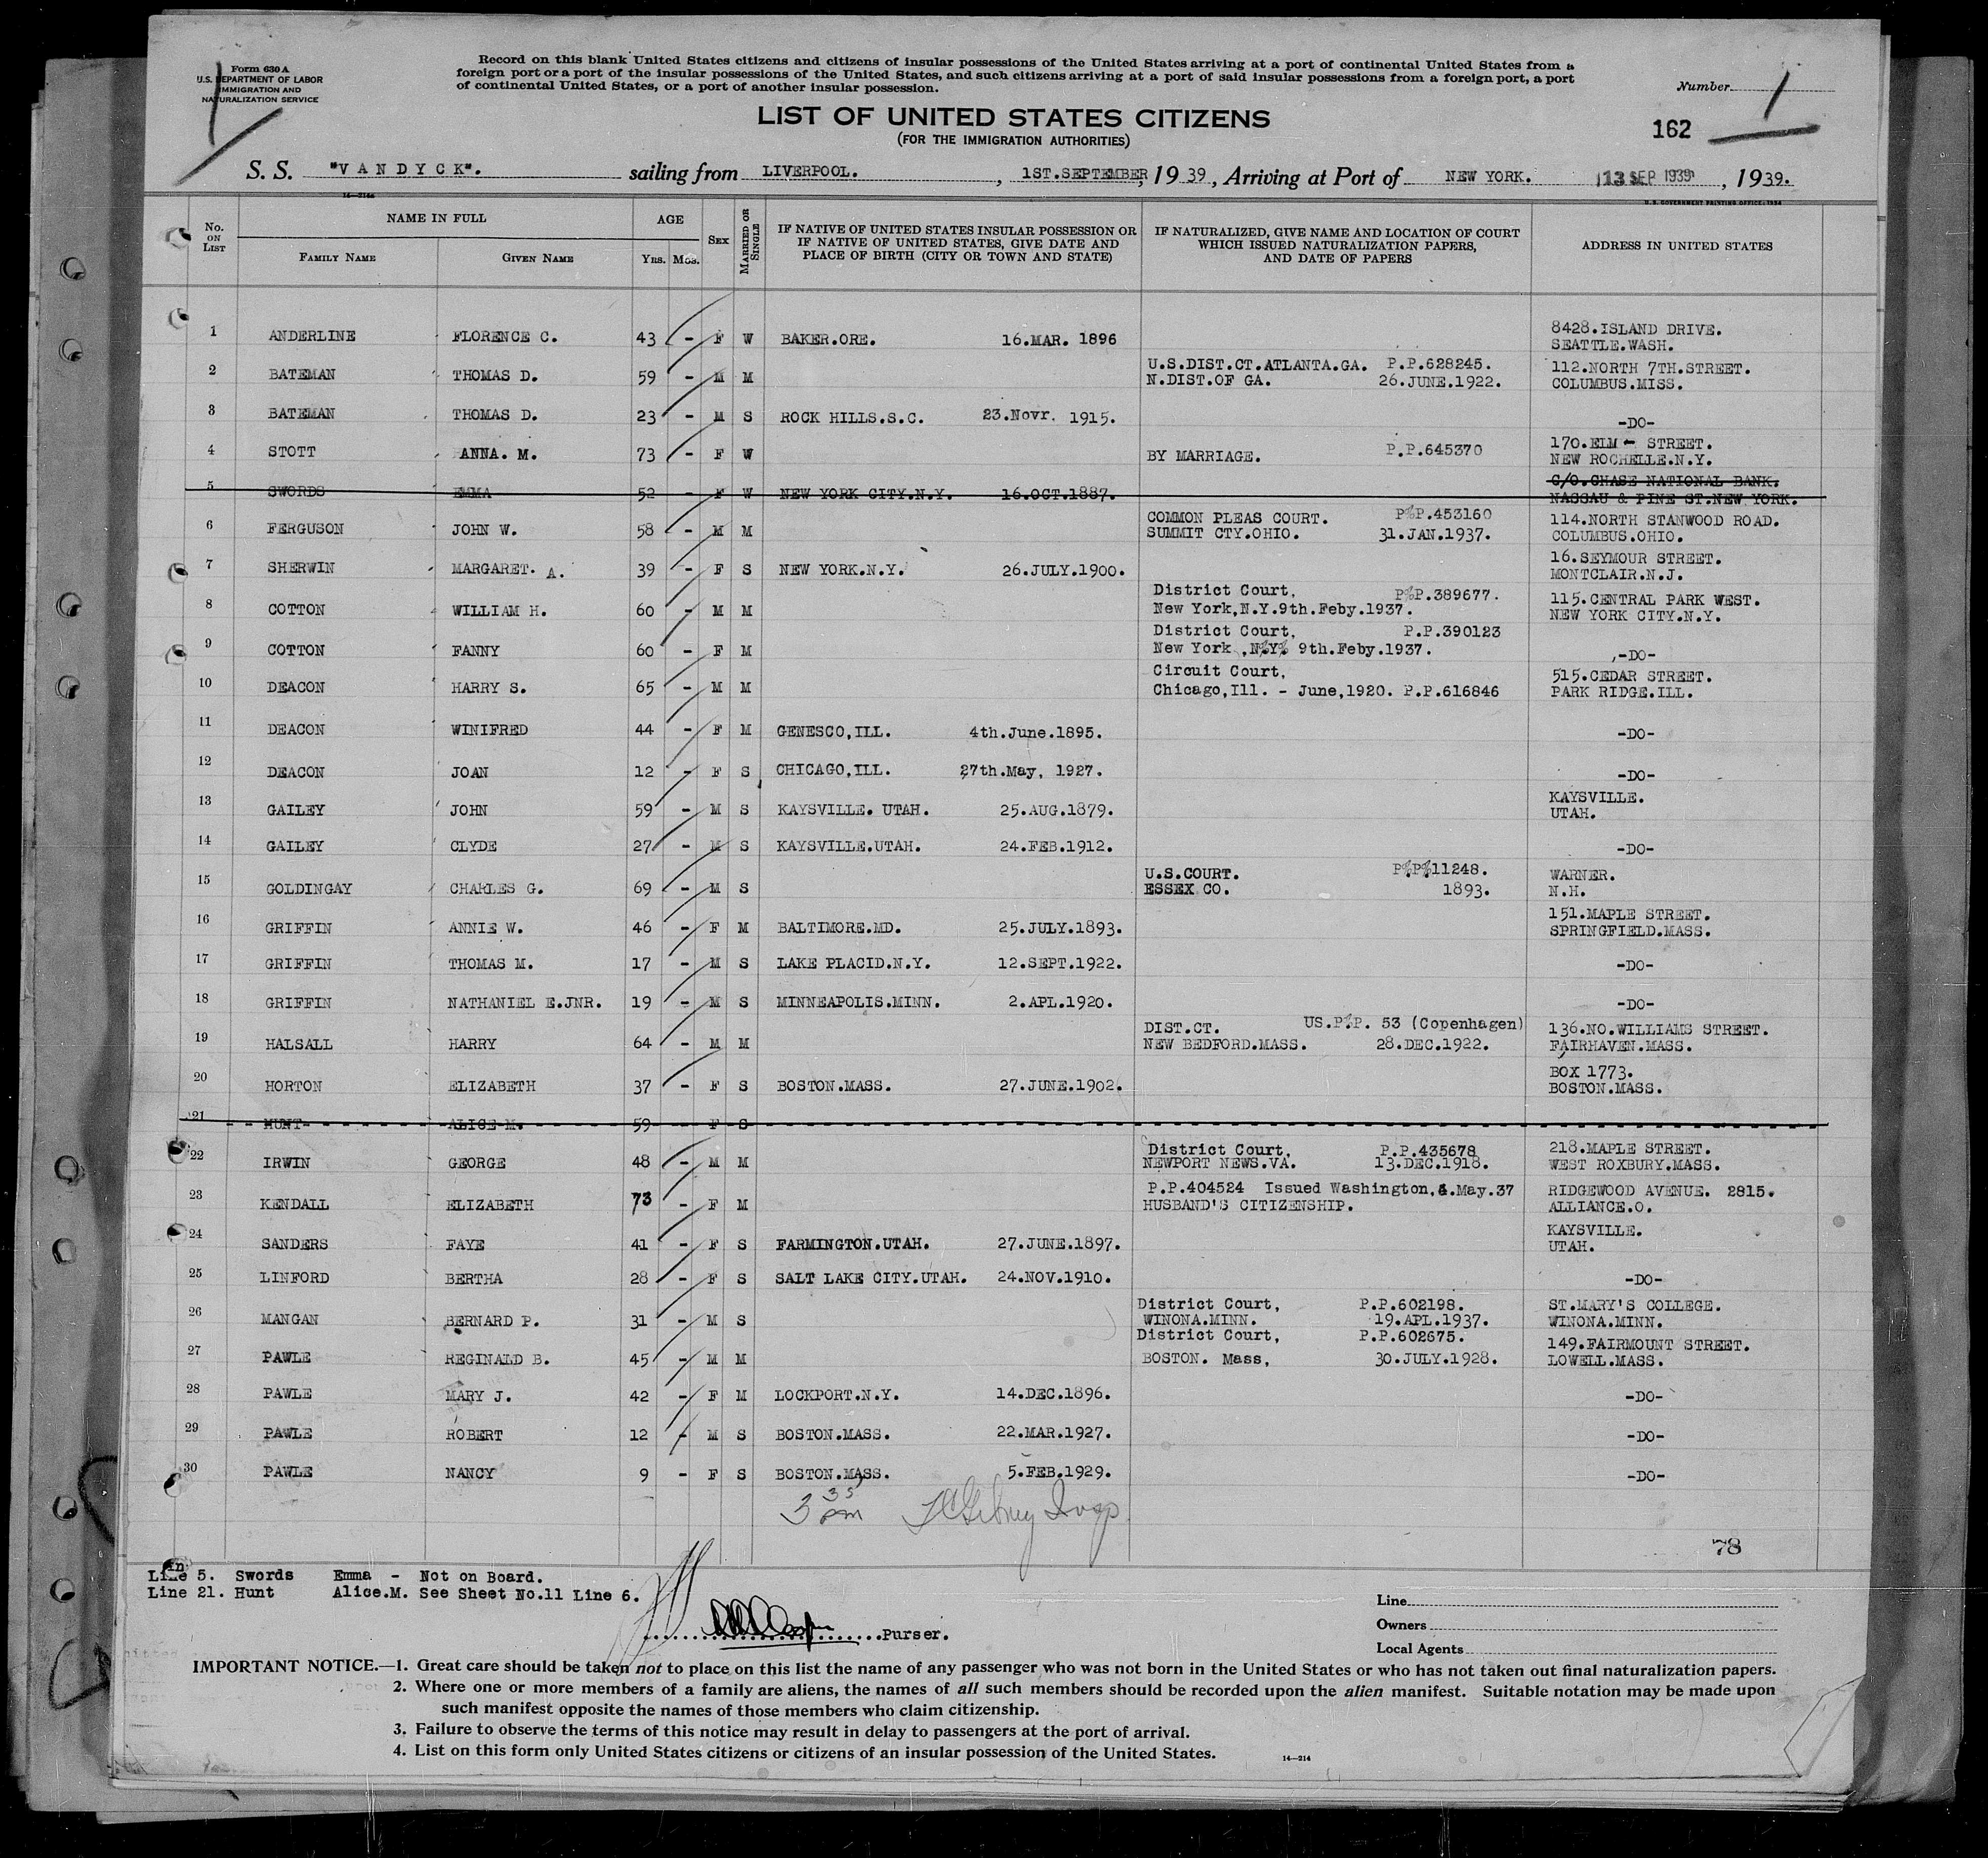 Form 630 A
U.S. DEPARTMENT OF LABOR
IMMIGRATION AND
NATURALIZATION SERVICE
Record on this blank United States citizens and citizens of insular possessions of the United States arriving at a port of continental United States from a
foreign port or a port of the insular possessions of the United States, and such citizens arriving at a port of said insular possessions from a foreign port, a port
of continental United States, or a port of another insular possession.
Number 1
LIST OF UNITED STATES CITIZENS
(FOR THE IMMIGRATION AUTHORITIES)
162
S. S. "VANDYCK". sailing from LIVERPOOL. , 1ST.SEPTEMBER, 1939, Arriving at Port of NEW YORK. 13 SEP 1939, 1939.
14—214a
U.S. GOVERNMENT PRINTING OFFICE: 1934
No. ON LIST | NAME IN FULL | AGE | SEX | MARRIED OR SINGLE | IF NATIVE OF UNITED STATES INSULAR POSSESSION OR IF NATIVE OF UNITED STATES, GIVE DATE AND PLACE OF BIRTH (CITY OR TOWN AND STATE) | IF NATURALIZED, GIVE NAME AND LOCATION OF COURT WHICH ISSUED NATURALIZATION PAPERS, AND DATE OF PAPERS | ADDRESS IN UNITED STATES
FAMILY NAME | GIVEN NAME | YRS. | MOS.
1 ANDERLINE FLORENCE C. 43 - F W BAKER.ORE. 16.MAR. 1896 8428.ISLAND DRIVE. SEATTLE.WASH.
2 BATEMAN THOMAS D. 59 - M M U.S.DIST.CT.ATLANTA.GA. P.P.628245. N.DIST.OF GA. 26.JUNE.1922. 112.NORTH 7TH.STREET. COLUMBUS.MISS.
3 BATEMAN THOMAS D. 23 - M S ROCK HILLS.S.C. 23.Novr. 1915. -DO-
4 STOTT ANNA. M. 73 - F W BY MARRIAGE. P.P.645370 170.ELM - STREET. NEW ROCHELLE.N.Y.
5 SWORDS EMMA 52 - F W NEW YORK CITY.N.Y. 16.OCT.1887. C/O.CHASE NATIONAL BANK. NASSAU & PINE ST.NEW YORK.
6 FERGUSON JOHN W. 58 - M M COMMON PLEAS COURT. P%P.453160 SUMMIT CTY.OHIO. 31.JAN.1937. 114.NORTH STANWOOD ROAD. COLUMBUS.OHIO.
7 SHERWIN MARGARET. A. 39 - F S NEW YORK.N.Y. 26.JULY.1900. 16.SEYMOUR STREET. MONTCLAIR.N.J.
8 COTTON WILLIAM H. 60 - M M District Court, P%P.389677. New York,N.Y.9th.Feby.1937. 115.CENTRAL PARK WEST. NEW YORK CITY.N.Y.
9 COTTON FANNY 60 - F M District Court, P.P.390123 New York ,N%Y% 9th.Feby.1937. -DO-
10 DEACON HARRY S. 65 - M M Circuit Court, Chicago,Ill. - June,1920. P.P.616846 515.CEDAR STREET. PARK RIDGE.ILL.
11 DEACON WINIFRED 44 - F M GENESCO,ILL. 4th.June.1895. -DO-
12 DEACON JOAN 12 - F S CHICAGO,ILL. 27th.May, 1927. -DO-
13 GAILEY JOHN 59 - M S KAYSVILLE. UTAH. 25.AUG.1879. KAYSVILLE. UTAH.
14 GAILEY CLYDE 27 - M S KAYSVILLE.UTAH. 24.FEB.1912. -DO-
15 GOLDINGAY CHARLES G. 69 - M S U.S.COURT. P%P%11248. ESSEX CO. 1893. WARNER. N.H.
16 GRIFFIN ANNIE W. 46 - F M BALTIMORE.MD. 25.JULY.1893. 151.MAPLE STREET. SPRINGFIELD.MASS.
17 GRIFFIN THOMAS M. 17 - M S LAKE PLACID.N.Y. 12.SEPT.1922. -DO-
18 GRIFFIN NATHANIEL E.JNR. 19 - M S MINNEAPOLIS.MINN. 2.APL.1920. -DO-
19 HALSALL HARRY 64 - M M DIST.CT. US.P%P. 53 (Copenhagen) NEW BEDFORD.MASS. 28.DEC.1922. 136.NO.WILLIAMS STREET. FAIRHAVEN.MASS.
20 HORTON ELIZABETH 37 - F S BOSTON.MASS. 27.JUNE.1902. BOX 1773. BOSTON.MASS.
21 HUNT ALICE M. 59 F S
22 IRWIN GEORGE 48 - M M District Court, P.P.435678 NEWPORT NEWS.VA. 13.DEC.1918. 218.MAPLE STREET. WEST ROXBURY.MASS.
23 KENDALL ELIZABETH 73 - F M P.P.404524 Issued Washington, .May.37 HUSBAND'S CITIZENSHIP. RIDGEWOOD AVENUE. 2815. ALLIANCE.O.
24 SANDERS FAYE 41 - F S FARMINGTON.UTAH. 27.JUNE.1897. KAYSVILLE. UTAH.
25 LINFORD BERTHA 28 - F S SALT LAKE CITY.UTAH. 24.NOV.1910. -DO-
26 MANGAN BERNARD P. 31 - M S District Court, P.P.602198. WINONA.MINN. 19.APL.1937. ST.MARY'S COLLEGE. WINONA.MINN.
27 PAWLE REGINALD B. 45 - M M District Court, P.P.602675. BOSTON. Mass, 30.JULY.1928. 149.FAIRMOUNT STREET. LOWELL.MASS.
28 PAWLE MARY J. 42 - F M LOCKPORT.N.Y. 14.DEC.1896. -DO-
29 PAWLE ROBERT 12 - M S BOSTON.MASS. 22.MAR.1927. -DO-
30 PAWLE NANCY 9 - F S BOSTON.MASS. 5.FEB.1929. -DO-
3 35 pm
78
Line 5. Swords Emma - Not on Board.
Line 21. Hunt Alice.M. See Sheet No.11 Line 6.
Purser.
Line
Owners
Local Agents
IMPORTANT NOTICE.—1. Great care should be taken not to place on this list the name of any passenger who was not born in the United States or who has not taken out final naturalization papers.
2. Where one or more members of a family are aliens, the names of all such members should be recorded upon the alien manifest. Suitable notation may be made upon
such manifest opposite the names of those members who claim citizenship.
3. Failure to observe the terms of this notice may result in delay to passengers at the port of arrival.
4. List on this form only United States citizens or citizens of an insular possession of the United States.
14—214